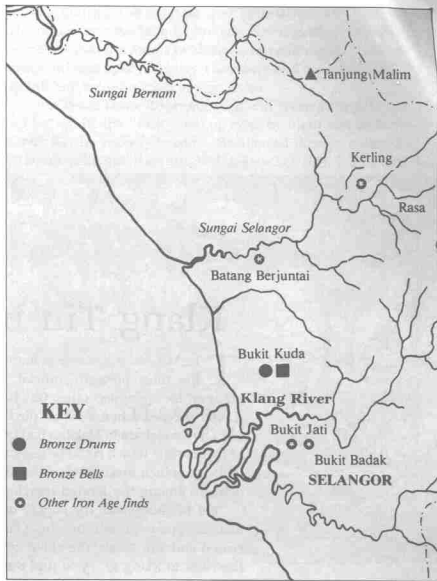 Tanjung Malim
Sungai Bernam
Kerling
Rasa
Sungai Selangor
Batang Berjuntai
Bukit Kuda
KEY
Klang River
Bronze Drums
Bukit Jati
Bukit Badak
Bronze Bells
SELANGOR
Other Iron Age finds